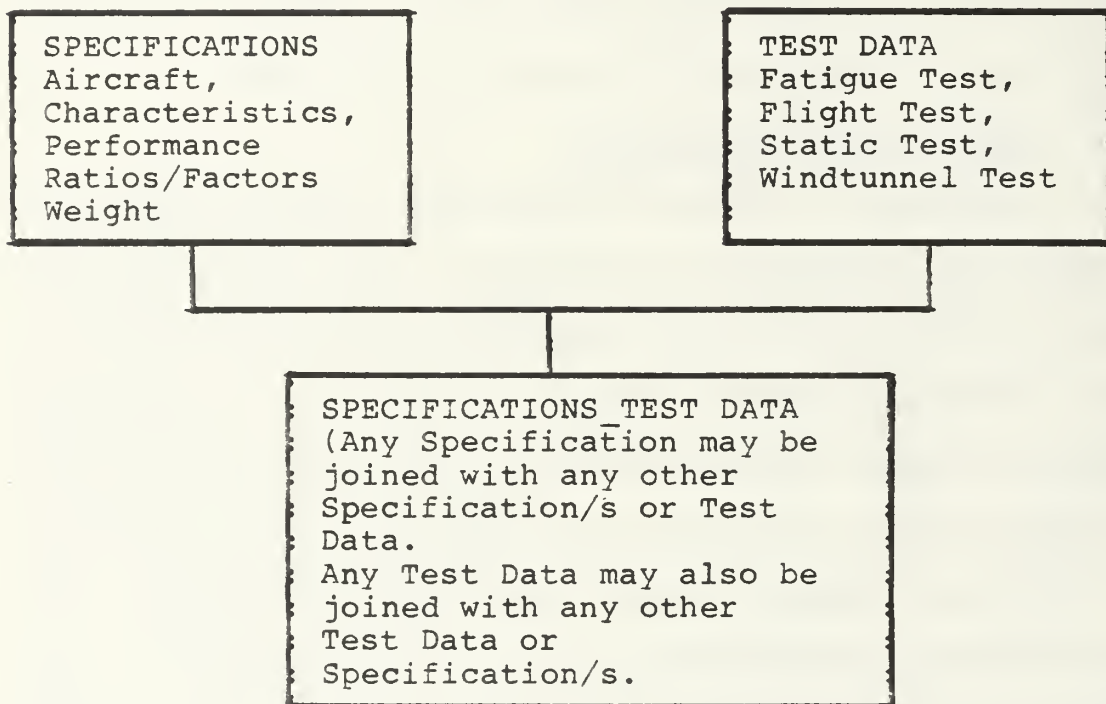 SPECIFICATIONS
Aircraft,
Characteristics,
Performance
Ratios/Factors
Weight
TEST DATA
Fatigue Test,
Flight Test,
Static Test,
Windtunnel Test
SPECIFICATIONS_TEST DATA
(Any Specification may be
joined with any other
Specification/s or Test
Data.
Any Test Data may also be
joined with any other
Test Data or
Specification/s.